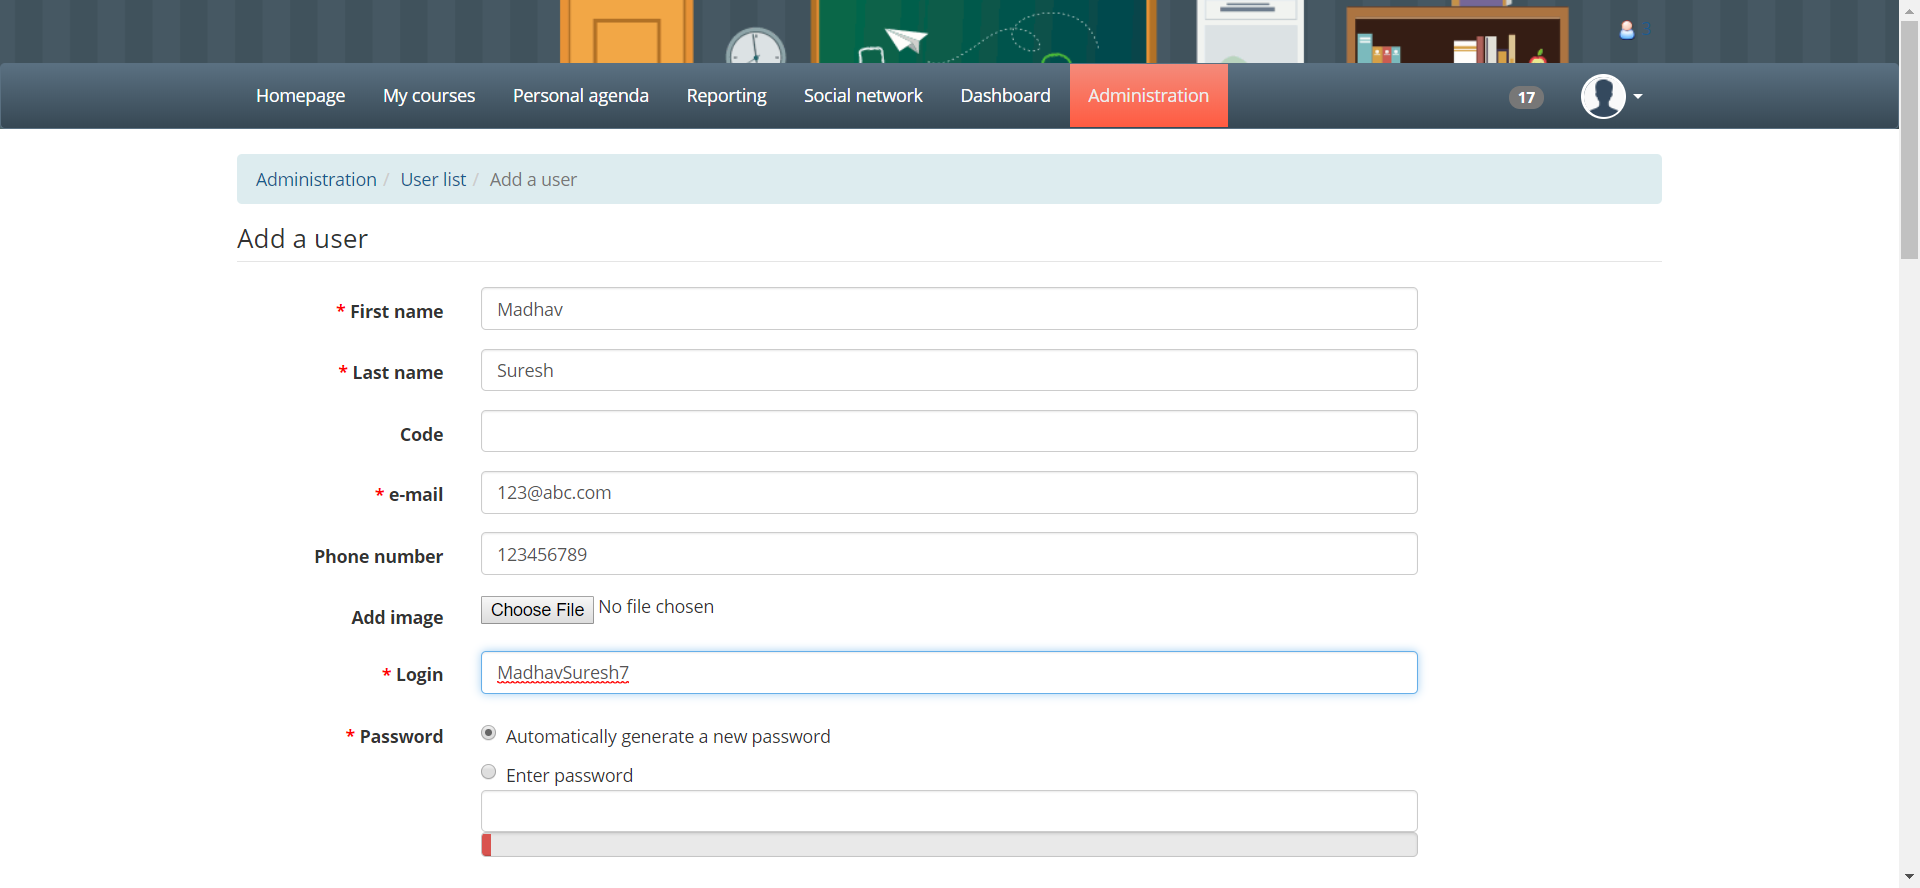 3
Homepage My courses Personal agenda Reporting Social network Dashboard Administration 17
Administration / User list / Add a user
Add a user
* First name Madhav
* Last name Suresh
Code
* e-mail 123@abc.com
Phone number 123456789
Add image Choose File No file chosen
* Login MadhavSuresh7
* Password Automatically generate a new password
Enter password